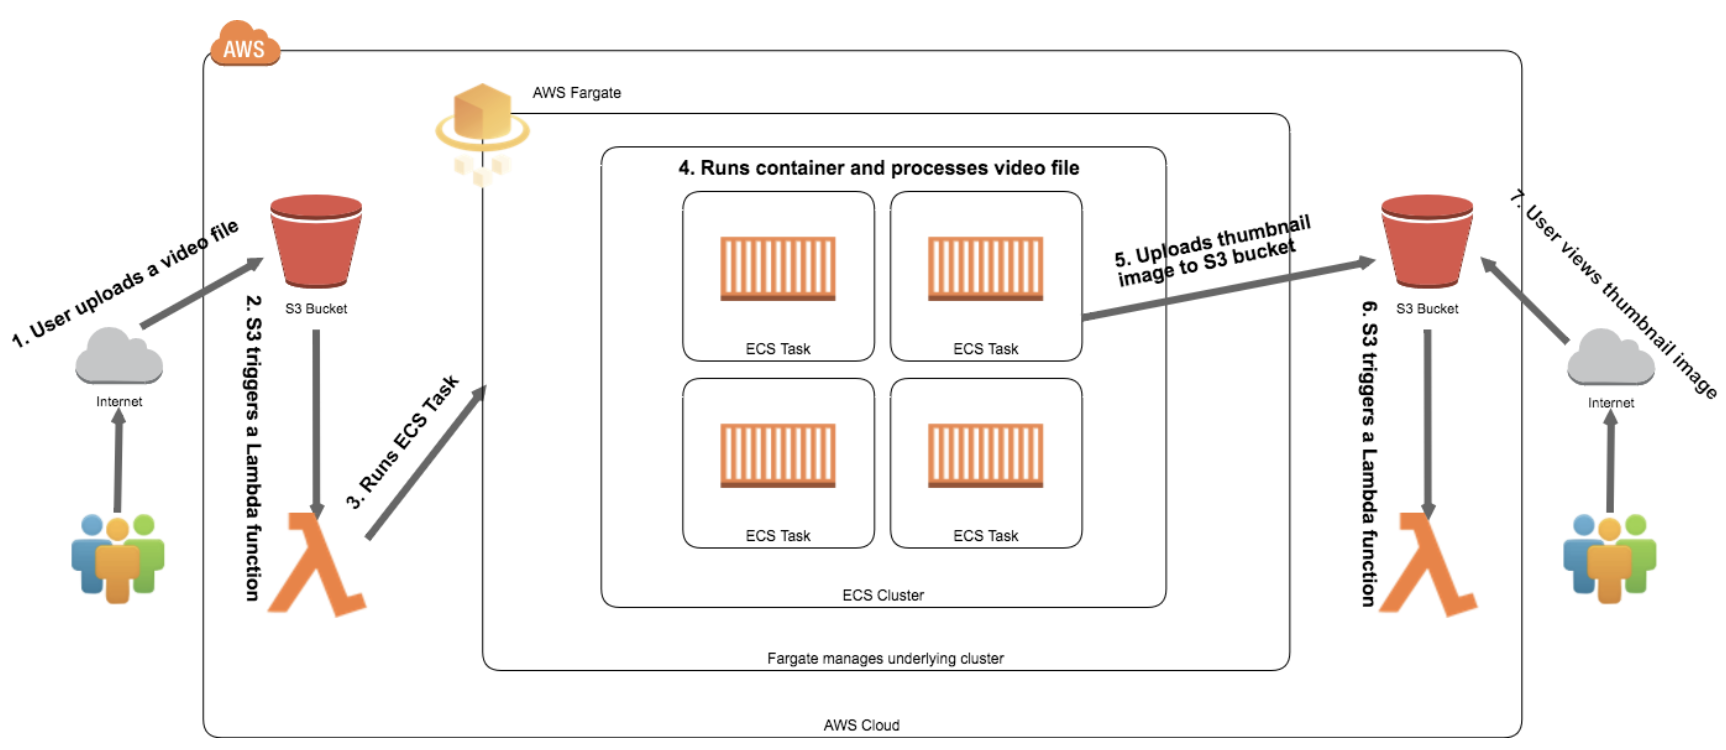 AWS
AWS Fargate
4. Runs container and processes video file
1. User uploads a video file
S3 Bucket
2. S3 triggers a Lambda function
Internet
3. Runs ECS Task
ECS Task
ECS Task
ECS Task
ECS Task
ECS Cluster
Fargate manages underlying cluster
AWS Cloud
5. Uploads thumbnail
image to S3 bucket
S3 Bucket
6. S3 triggers a Lambda function
7. User views thumbnail image
Internet